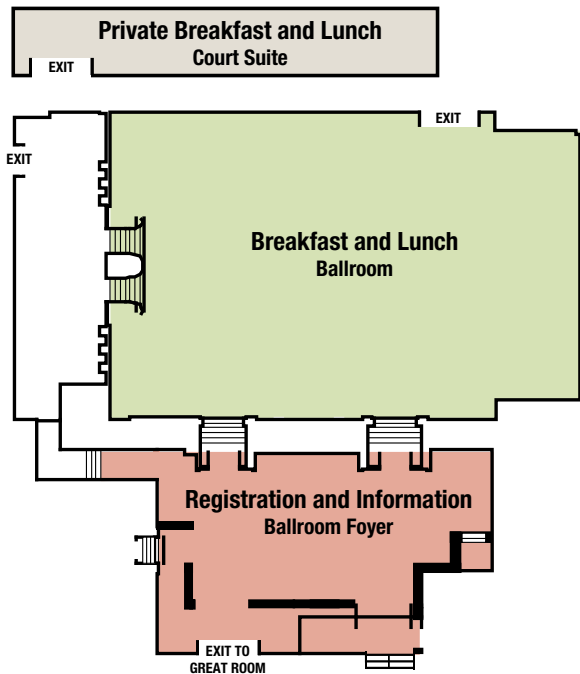 Private Breakfast and Lunch
Court Suite
EXIT
EXIT
EXIT
Breakfast and Lunch
Ballroom
Registration and Information
Ballroom Foyer
EXIT TO
GREAT ROOM